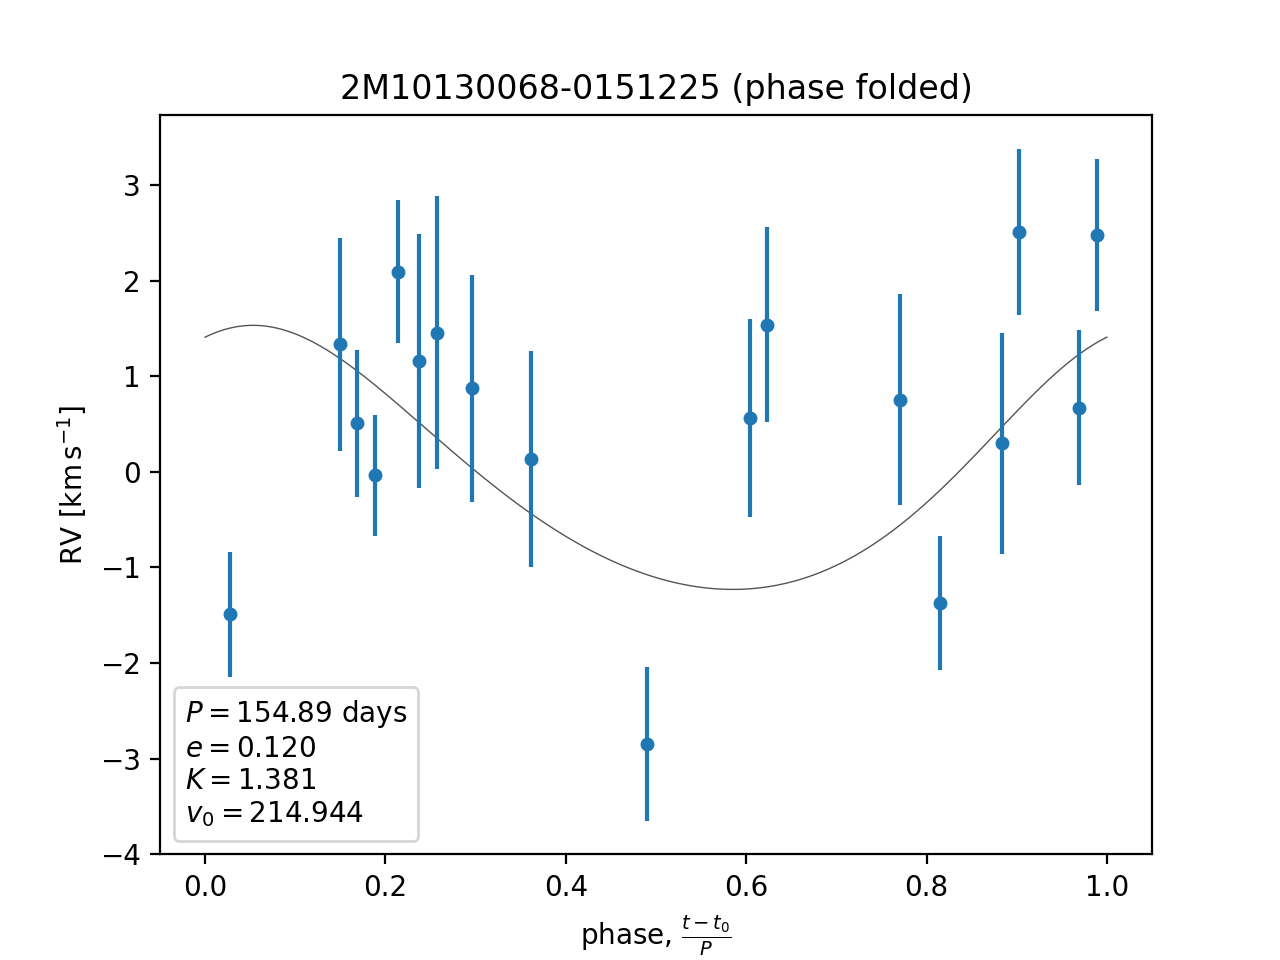 2M10130068-0151225 (phase folded)
RV [km s⁻¹]
3
2
1
0
−1
−2
−3
−4
P = 154.89 days
e = 0.120
K = 1.381
v₀ = 214.944
0.0 0.2 0.4 0.6 0.8 1.0
phase, (t − t₀)/P